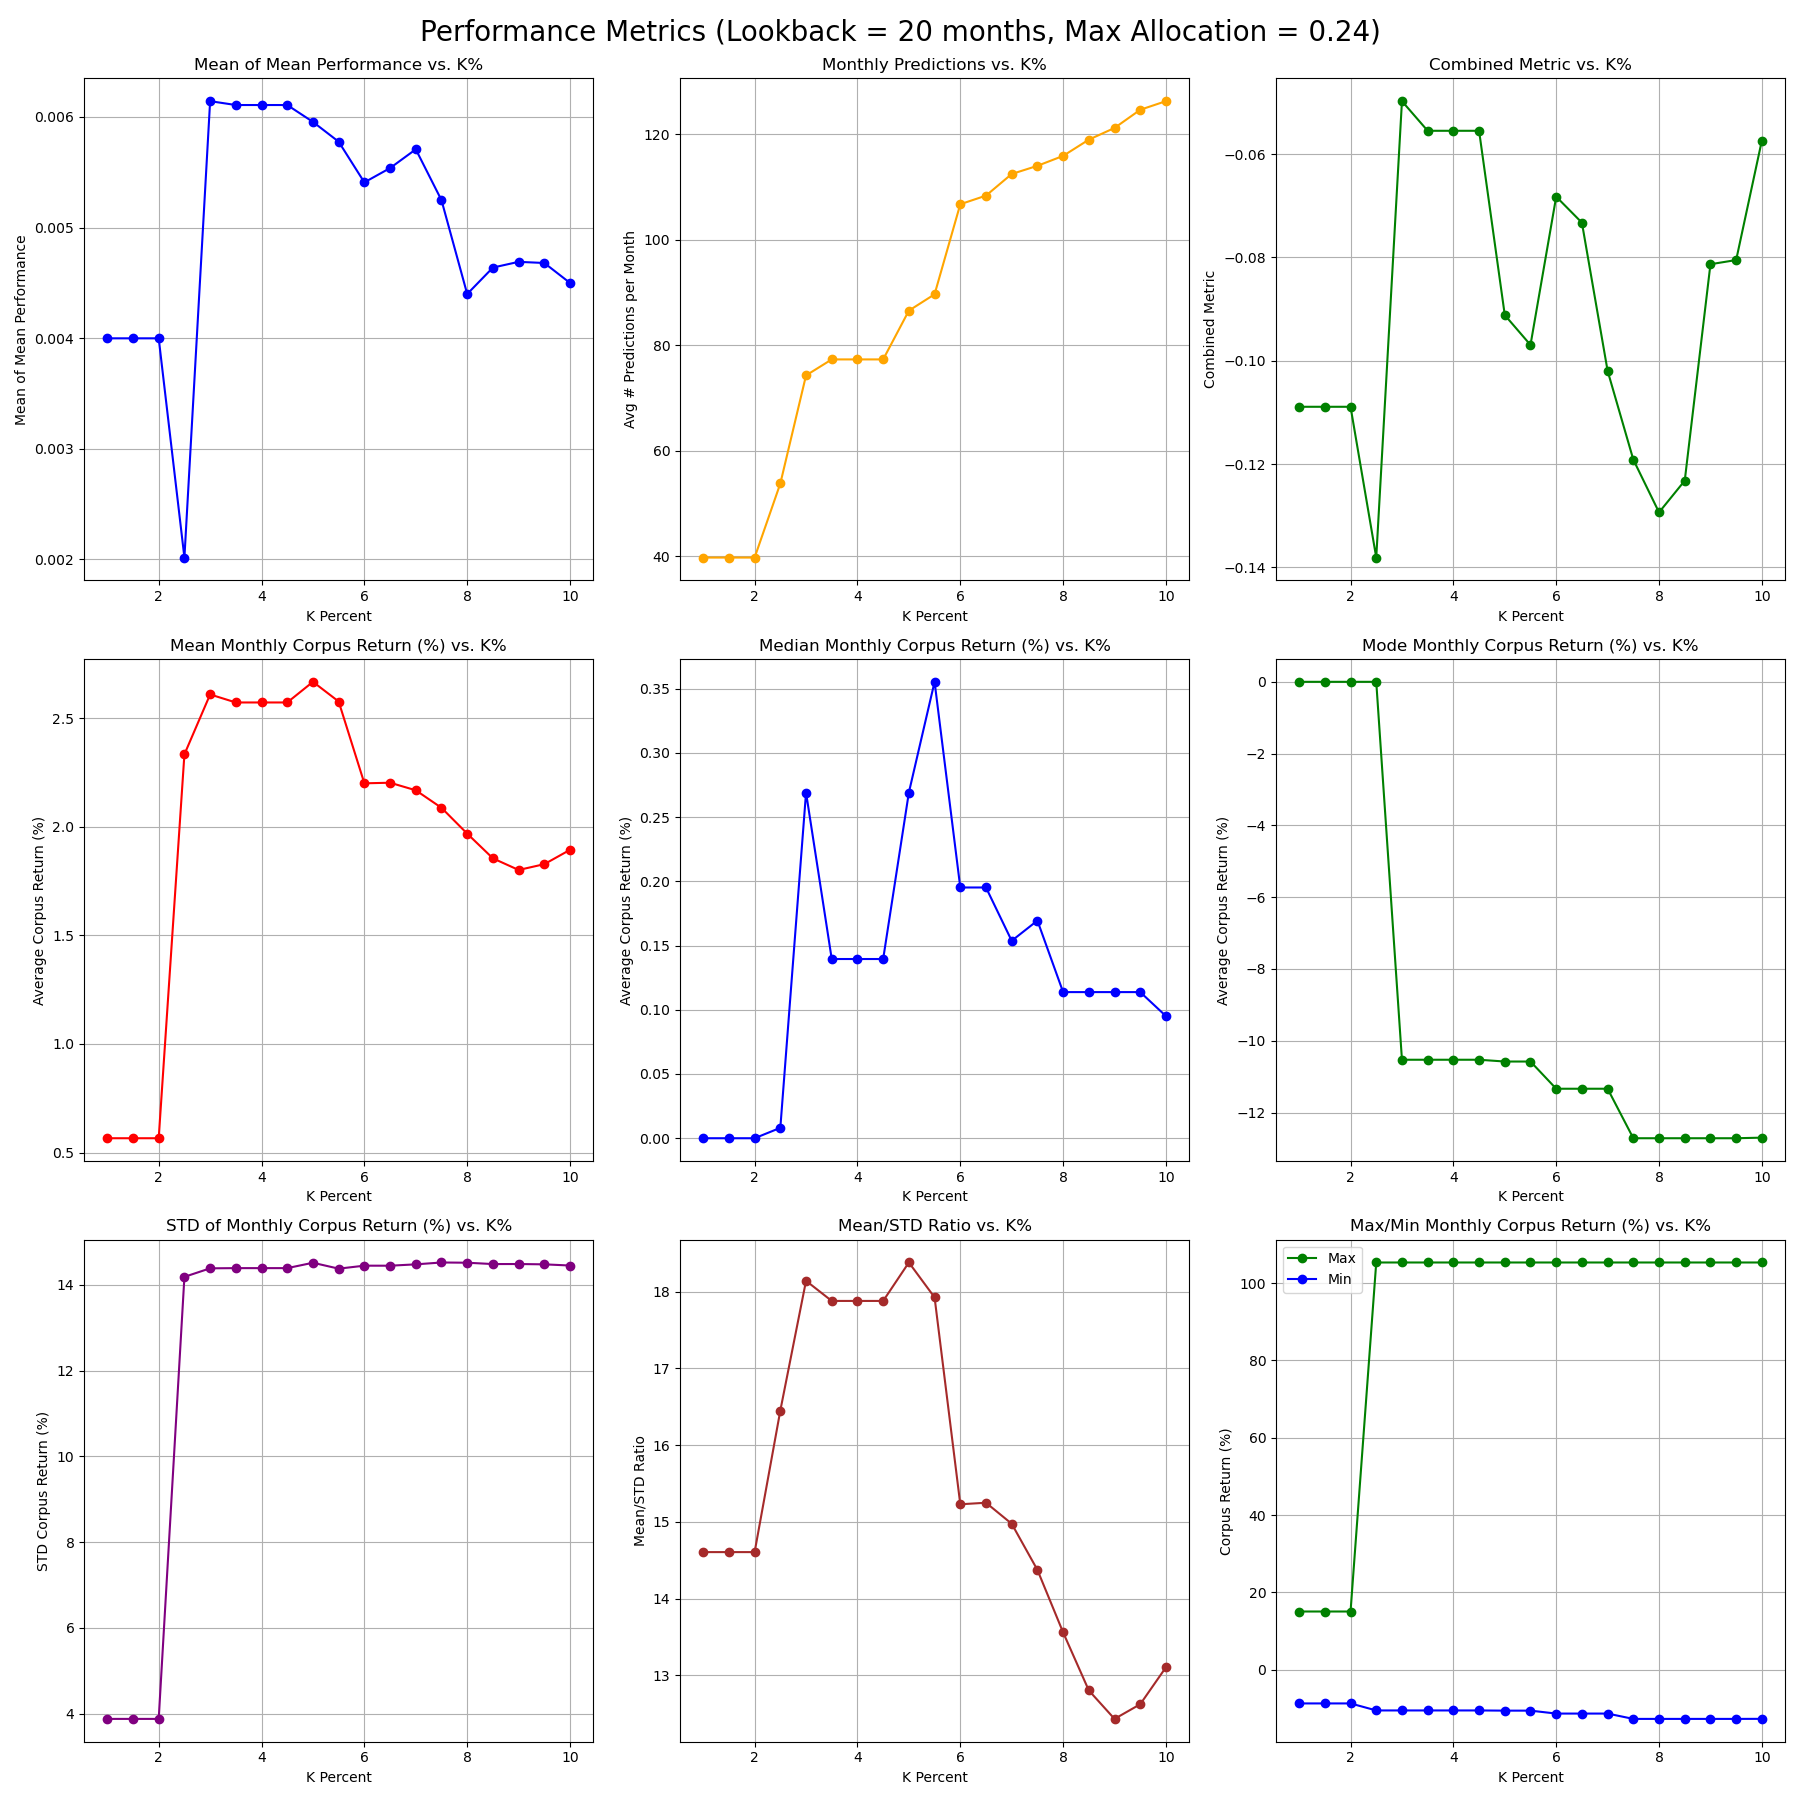 Performance Metrics (Lookback = 20 months, Max Allocation = 0.24)
Mean of Mean Performance vs. K%
Mean of Mean Performance
0.006
0.005
0.004
0.003
0.002
2 4 6 8 10
K Percent
Monthly Predictions vs. K%
Avg # Predictions per Month
120
100
80
60
40
2 4 6 8 10
K Percent
Combined Metric vs. K%
Combined Metric
−0.06
−0.08
−0.10
−0.12
−0.14
2 4 6 8 10
K Percent
Mean Monthly Corpus Return (%) vs. K%
Average Corpus Return (%)
2.5
2.0
1.5
1.0
0.5
2 4 6 8 10
K Percent
Median Monthly Corpus Return (%) vs. K%
Average Corpus Return (%)
0.35
0.30
0.25
0.20
0.15
0.10
0.05
0.00
2 4 6 8 10
K Percent
Mode Monthly Corpus Return (%) vs. K%
Average Corpus Return (%)
0
−2
−4
−6
−8
−10
−12
2 4 6 8 10
K Percent
STD of Monthly Corpus Return (%) vs. K%
STD Corpus Return (%)
14
12
10
8
6
4
2 4 6 8 10
K Percent
Mean/STD Ratio vs. K%
Mean/STD Ratio
18
17
16
15
14
13
2 4 6 8 10
K Percent
Max/Min Monthly Corpus Return (%) vs. K%
Max
Min
Corpus Return (%)
100
80
60
40
20
0
2 4 6 8 10
K Percent